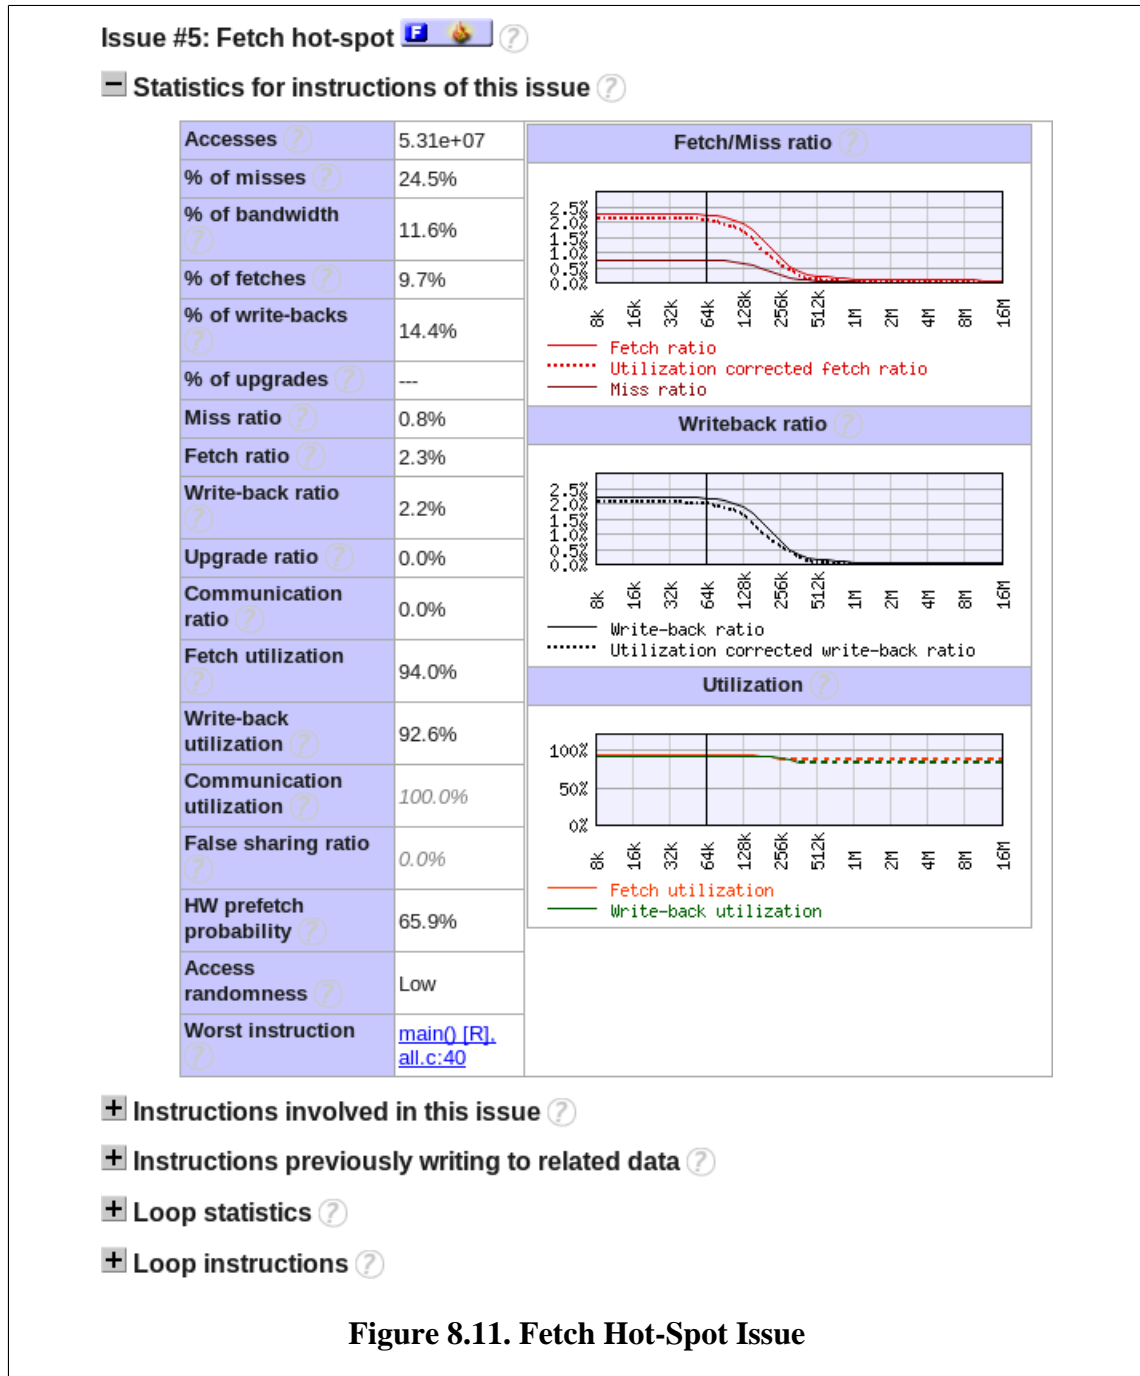 Issue #5: Fetch hot-spot F ?
− Statistics for instructions of this issue ?
Accesses ? 5.31e+07
% of misses ? 24.5%
% of bandwidth ? 11.6%
% of fetches ? 9.7%
% of write-backs ? 14.4%
% of upgrades ? ---
Miss ratio ? 0.8%
Fetch ratio ? 2.3%
Write-back ratio ? 2.2%
Upgrade ratio ? 0.0%
Communication
ratio ? 0.0%
Fetch utilization ? 94.0%
Write-back
utilization ? 92.6%
Communication
utilization ? 100.0%
False sharing ratio ? 0.0%
HW prefetch
probability ? 65.9%
Access
randomness ? Low
Worst instruction ? main() [R],
all.c:40
Fetch/Miss ratio ?
2.5%
2.0%
1.5%
1.0%
0.5%
0.0%
8k 16k 32k 64k 128k 256k 512k 1M 2M 4M 8M 16M
Fetch ratio
Utilization corrected fetch ratio
Miss ratio
Writeback ratio ?
2.5%
2.0%
1.5%
1.0%
0.5%
0.0%
8k 16k 32k 64k 128k 256k 512k 1M 2M 4M 8M 16M
Write-back ratio
Utilization corrected write-back ratio
Utilization ?
100%
50%
0%
8k 16k 32k 64k 128k 256k 512k 1M 2M 4M 8M 16M
Fetch utilization
Write-back utilization
+ Instructions involved in this issue ?
+ Instructions previously writing to related data ?
+ Loop statistics ?
+ Loop instructions ?
Figure 8.11. Fetch Hot-Spot Issue